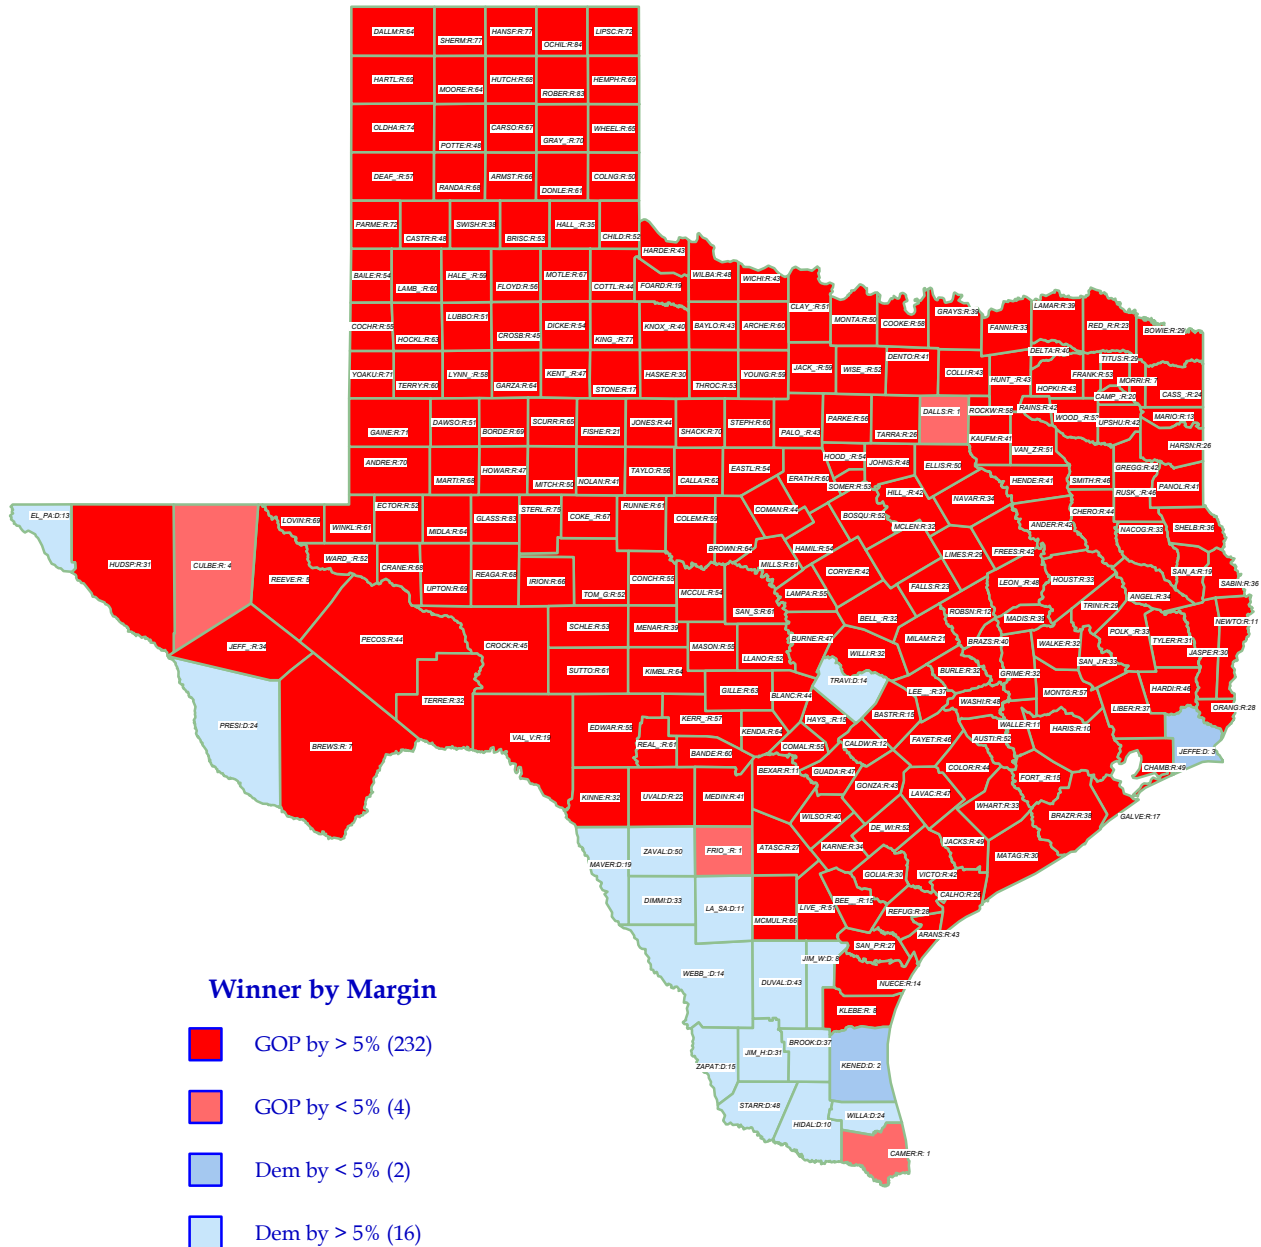 DALLM:R:64
SHERM:R:77
HANSF:R:77
OCHIL:R:84
LIPSC:R:72
HARTL:R:69
MOORE:R:64
HUTCH:R:68
ROBER:R:83
HEMPH:R:69
OLDHA:R:74
POTTE:R:48
CARSO:R:67
GRAY_:R:70
WHEEL:R:65
DEAF_:R:57
RANDA:R:68
ARMST:R:66
DONLE:R:61
COLNG:R:50
PARME:R:72
CASTR:R:48
SWISH:R:38
BRISC:R:53
HALL_:R:35
CHILD:R:52
HARDE:R:43
BAILE:R:54
LAMB_:R:60
HALE_:R:59
FLOYD:R:56
MOTLE:R:67
COTTL:R:44
FOARD:R:19
WILBA:R:48
WICHI:R:43
CLAY_:R:51
MONTA:R:50
COOKE:R:58
GRAYS:R:39
FANNI:R:33
LAMAR:R:39
RED_R:R:23
BOWIE:R:29
COCHR:R:55
HOCKL:R:63
LUBBO:R:51
CROSB:R:45
DICKE:R:54
KING_:R:77
KNOX_:R:40
BAYLO:R:43
ARCHE:R:60
DELTA:R:40
TITUS:R:29
YOAKU:R:71
TERRY:R:60
LYNN_:R:58
GARZA:R:64
KENT_:R:47
STONE:R:17
HASKE:R:30
THROC:R:53
YOUNG:R:59
JACK_:R:59
WISE_:R:52
DENTO:R:41
COLLI:R:43
HUNT_:R:43
HOPKI:R:43
FRANK:R:53
MORRI:R: 7
CAMP_:R:20
CASS_:R:24
GAINE:R:71
DAWSO:R:51
BORDE:R:69
SCURR:R:65
FISHE:R:21
JONES:R:44
SHACK:R:70
STEPH:R:60
PALO_:R:43
PARKE:R:56
TARRA:R:26
DALLS:R: 1
ROCKW:R:58
KAUFM:R:41
RAINS:R:42
WOOD_:R:52
UPSHU:R:42
MARIO:R:13
HARSN:R:26
VAN_Z:R:51
ANDRE:R:70
MARTI:R:68
HOWAR:R:47
MITCH:R:50
NOLAN:R:41
TAYLO:R:56
CALLA:R:62
EASTL:R:54
ERATH:R:60
HOOD_:R:54
SOMER:R:53
JOHNS:R:48
ELLIS:R:50
HENDE:R:41
SMITH:R:46
GREGG:R:42
RUSK_:R:46
PANOL:R:41
EL_PA:D:13
HUDSP:R:31
CULBE:R: 4
REEVE:R: 5
LOVIN:R:69
WINKL:R:61
ECTOR:R:52
MIDLA:R:64
GLASS:R:83
STERL:R:75
COKE_:R:67
RUNNE:R:61
COLEM:R:59
BROWN:R:64
COMAN:R:44
HAMIL:R:54
BOSQU:R:52
HILL_:R:42
MCLEN:R:32
NAVAR:R:34
ANDER:R:42
CHERO:R:44
NACOG:R:33
SHELB:R:36
WARD_:R:52
CRANE:R:68
UPTON:R:69
REAGA:R:66
IRION:R:66
TOM_G:R:52
CONCH:R:55
MCCUL:R:54
SAN_S:R:61
MILLS:R:61
LAMPA:R:55
CORYE:R:42
FALLS:R:23
LIMES:R:29
FREES:R:42
LEON_:R:48
HOUST:R:33
ANGEL:R:34
SAN_A:R:19
SABIN:R:36
JEFF_:R:34
PECOS:R:44
CROCK:R:45
SCHLE:R:53
MENAR:R:39
MASON:R:55
LLANO:R:52
BURNE:R:47
BELL_:R:32
WILLI:R:32
MILAM:R:21
ROBSN:R:12
BRAZS:R:40
MADIS:R:39
WALKE:R:32
TRINI:R:29
POLK_:R:33
TYLER:R:31
JASPE:R:30
NEWTO:R:11
PRESI:D:24
BREWS:R: 7
TERRE:R:32
VAL_V:R:19
SUTTO:R:61
KIMBL:R:64
GILLE:R:63
BLANC:R:44
TRAVI:D:14
LEE__:R:37
BURLE:R:32
GRIME:R:32
SAN_J:R:33
MONTG:R:57
LIBER:R:37
HARDI:R:46
ORANG:R:28
EDWAR:R:55
REAL_:R:61
KERR_:R:57
KENDA:R:64
BANDE:R:60
HAYS_:R:15
COMAL:R:55
CALDW:R:12
BASTR:R:15
FAYET:R:46
WASHI:R:48
AUSTI:R:52
WALLE:R:11
HARIS:R:10
JEFFE:D: 3
CHAMB:R:49
KINNE:R:32
UVALD:R:22
MEDIN:R:41
BEXAR:R:11
GUADA:R:47
GONZA:R:43
LAVAC:R:47
COLOR:R:44
WHART:R:33
FORT_:R:15
BRAZR:R:38
GALVE:R:17
MAVER:D:19
ZAVAL:D:50
FRIO_:R: 1
ATASC:R:27
WILSO:R:40
KARNE:R:34
DE_WI:R:52
JACKS:R:49
MATAG:R:30
DIMMI:D:33
LA_SA:D:11
MCMUL:R:66
LIVE_:R:51
BEE__:R:15
GOLIA:R:30
VICTO:R:42
CALHO:R:26
REFUG:R:28
ARANS:R:43
SAN_P:R:27
WEBB_:D:14
DUVAL:D:43
JIM_W:D: 8
NUECE:R:14
KLEBE:R: 8
ZAPAT:D:15
JIM_H:D:31
BROOK:D:37
KENED:D: 2
STARR:D:48
HIDAL:D:10
WILLA:D:24
CAMER:R: 1
Winner by Margin
GOP by > 5% (232)
GOP by < 5% (4)
Dem by < 5% (2)
Dem by > 5% (16)